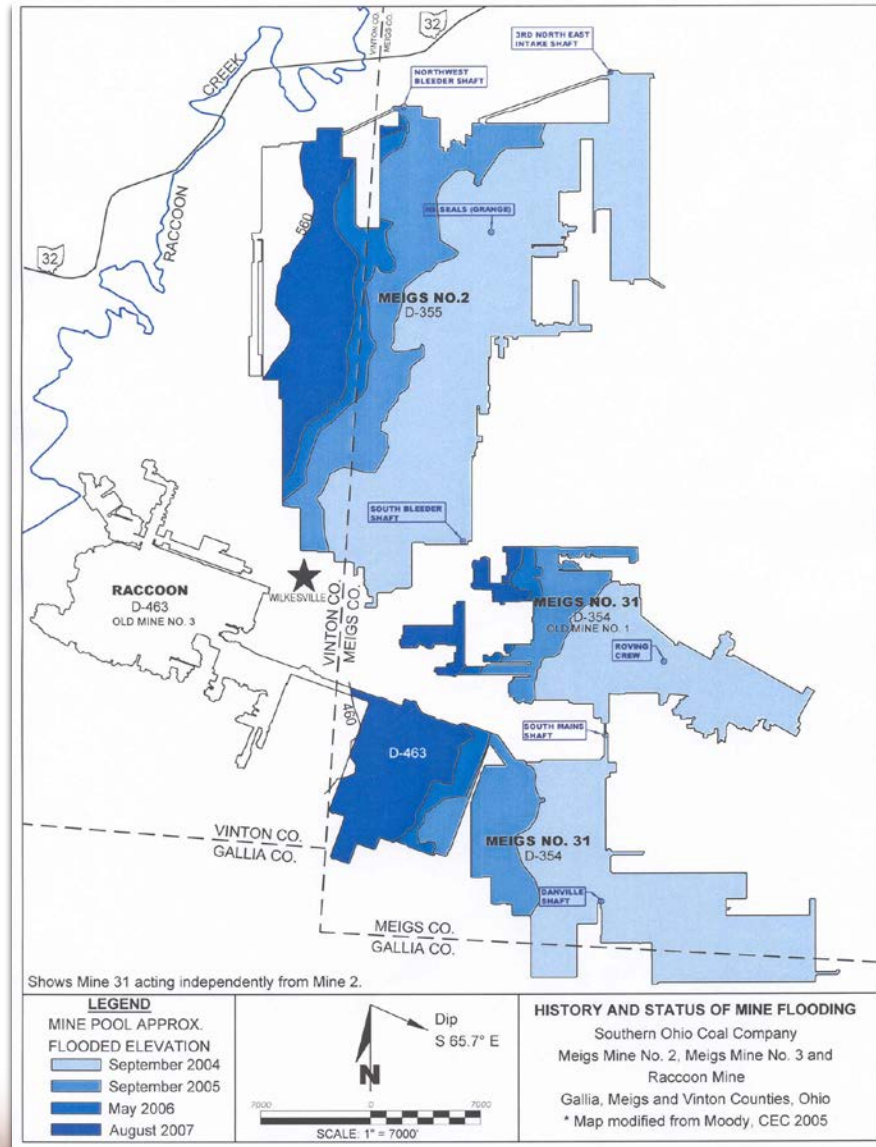 32
VINTON CO.
MEIGS CO.
3RD NORTH EAST
INTAKE SHAFT
NORTHWEST
BLEEDER SHAFT
CREEK
RACCOON
32
560
NE SEALS (GRANGE)
MEIGS NO.2
D-355
SOUTH BLEEDER
SHAFT
RACCOON
D-463
OLD MINE NO. 3
WILKESVILLE
VINTON CO.
MEIGS CO.
MEIGS NO. 31
D-354
OLD MINE NO. 1
ROVING
CREW
460
SOUTH MAINS
SHAFT
D-463
MEIGS NO. 31
D-354
VINTON CO.
GALLIA CO.
DANVILLE
SHAFT
MEIGS CO.
GALLIA CO.
Shows Mine 31 acting independently from Mine 2.
LEGEND
MINE POOL APPROX.
FLOODED ELEVATION
September 2004
September 2005
May 2006
August 2007
Dip
S 65.7° E
N
7000 0 7000
SCALE: 1" = 7000'
HISTORY AND STATUS OF MINE FLOODING
Southern Ohio Coal Company
Meigs Mine No. 2, Meigs Mine No. 3 and
Raccoon Mine
Gallia, Meigs and Vinton Counties, Ohio
* Map modified from Moody, CEC 2005